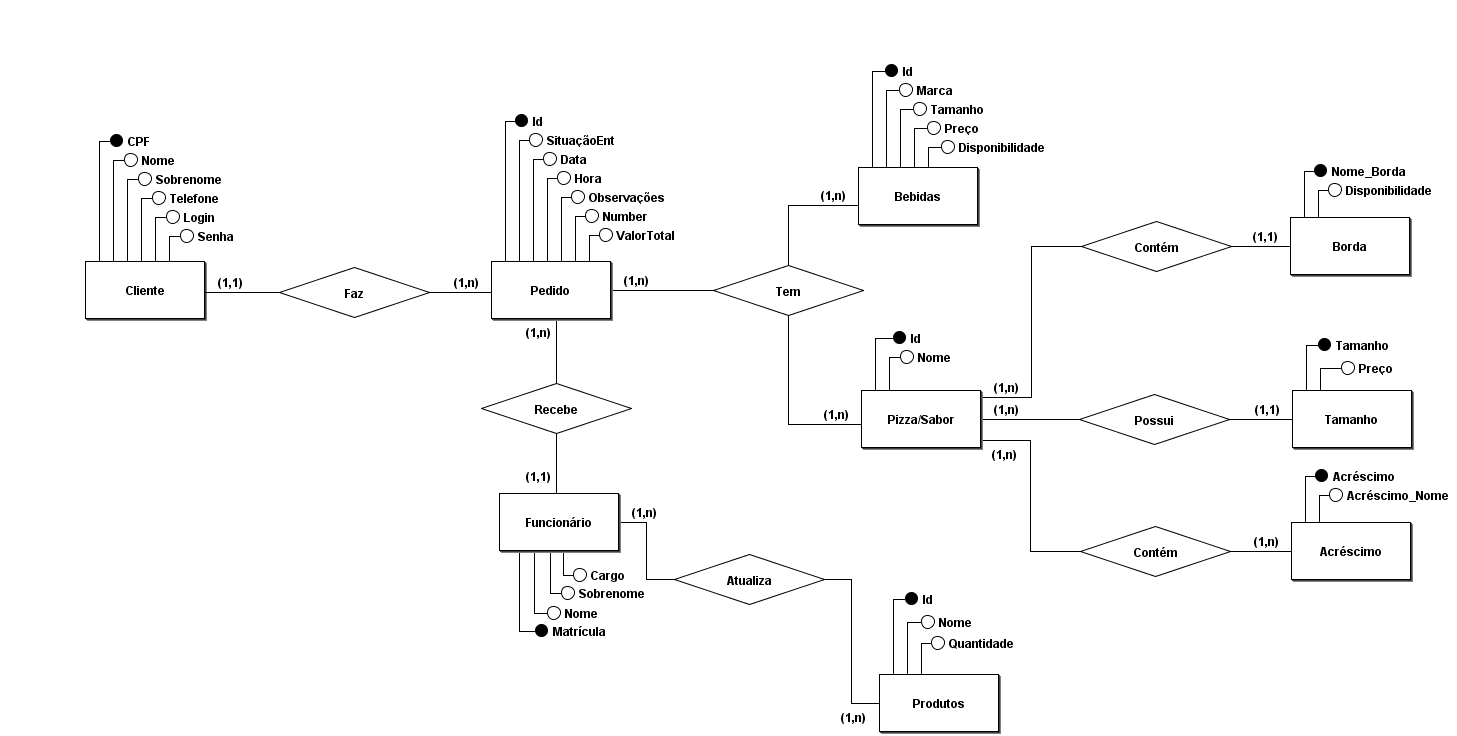 CPF
Nome
Sobrenome
Telefone
Login
Senha
Cliente
(1,1)
Faz
(1,n)
Id
SituaçãoEnt
Data
Hora
Observações
Number
ValorTotal
Pedido
(1,n)
(1,n)
Recebe
(1,1)
Funcionário
(1,n)
Cargo
Sobrenome
Nome
Matrícula
Atualiza
(1,n)
Id
Nome
Quantidade
Produtos
Tem
(1,n)
Id
Marca
Tamanho
Preço
Disponibilidade
Bebidas
(1,n)
Id
Nome
Pizza/Sabor
(1,n)
(1,n)
(1,n)
Contém
(1,1)
Nome_Borda
Disponibilidade
Borda
Possui
(1,1)
Tamanho
Preço
Tamanho
Contém
(1,n)
Acréscimo
Acréscimo_Nome
Acréscimo